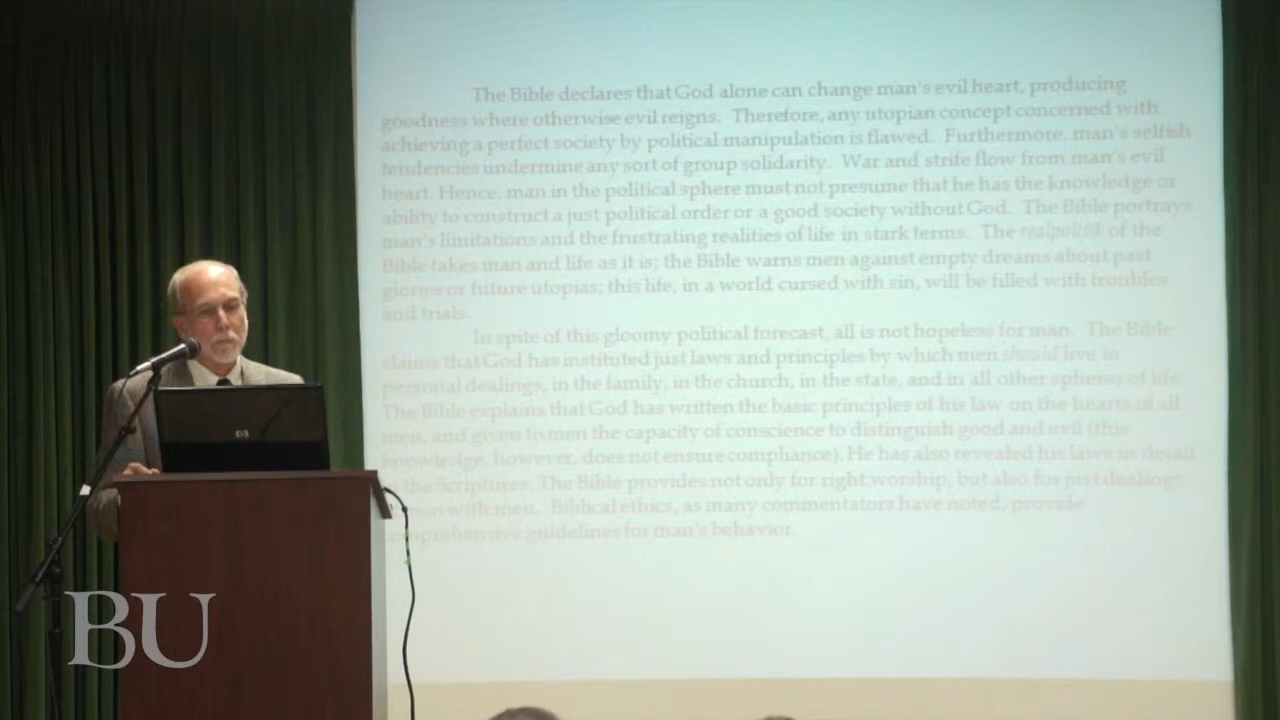 The Bible declares that God alone can change man's evil heart, producing
goodness where otherwise evil reigns. Therefore, any utopian concept concerned with
achieving a perfect society by political manipulation is flawed. Furthermore, man's selfish
tendencies undermine any sort of group solidarity. War and strife flow from man's evil
heart. Hence, man in the political sphere must not presume that he has the knowledge or
ability to construct a just political order or a good society without God. The Bible portrays
man's limitations and the frustrating realities of life in stark terms. The realpolitik of the
Bible takes man and life as it is; the Bible warns men against empty dreams about past
glories or future utopias; this life, in a world cursed with sin, will be filled with troubles
and trials.
In spite of this gloomy political forecast, all is not hopeless for man. The Bible
claims that God has instituted just laws and principles by which men should live in
personal dealings, in the family, in the church, in the state, and in all other spheres of life.
The Bible explains that God has written the basic principles of his law on the hearts of all
men, and given to men the capacity of conscience to distinguish good and evil (this
knowledge, however, does not ensure compliance). He has also revealed his laws in detail
the Scriptures. The Bible provides not only for right worship, but also for just dealings
men with men. Biblical ethics, as many commentators have noted, provide
comprehensive guidelines for man's behavior.
hp
BU